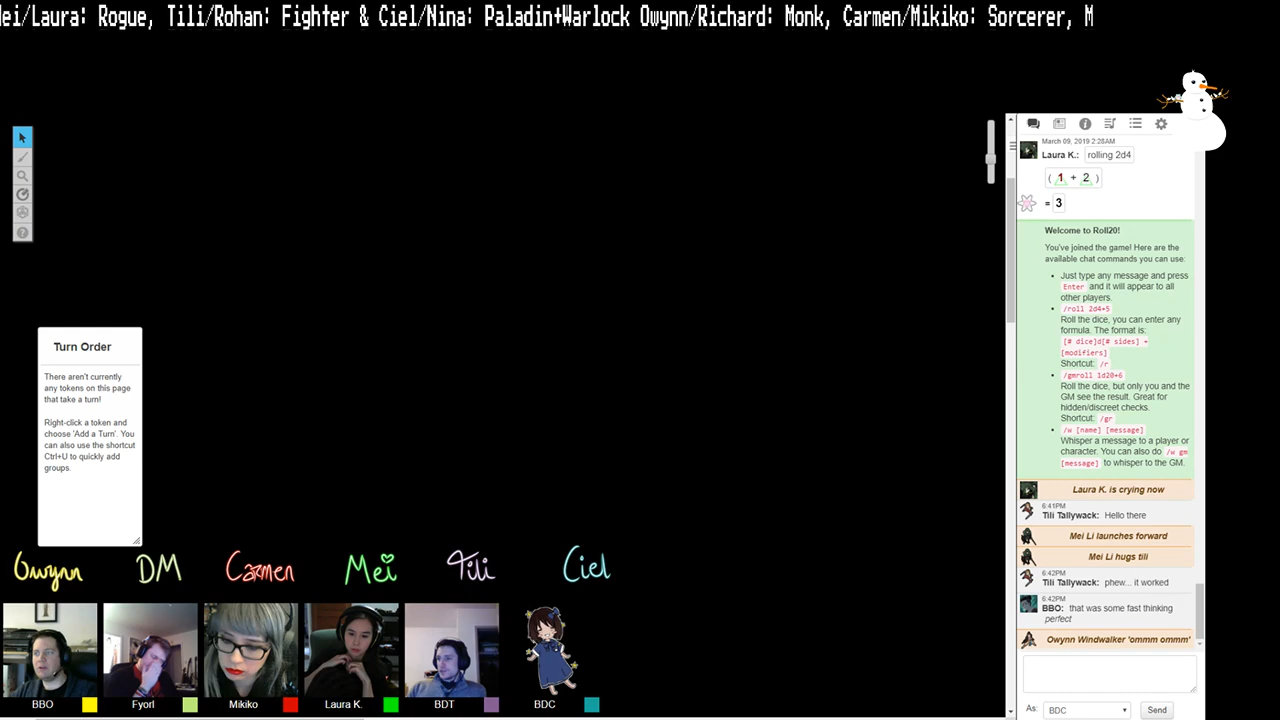 Mei/Laura: Rogue, Tili/Rohan: Fighter & Ciel/Nina: Paladin+Warlock Owynn/Richard: Monk, Carmen/Mikiko: Sorcerer, M
March 09, 2019 2:28AM
Laura K.: rolling 2d4
( 1 + 2 )
= 3
Welcome to Roll20!
You've joined the game! Here are the
available chat commands you can use:
• Just type any message and press
Enter and it will appear to all
other players.
• /roll 2d4+5
Roll the dice, you can enter any
formula. The format is:
[# dice]d[# sides] +
[modifiers]
Shortcut: /r
• /gmroll 1d20+6
Roll the dice, but only you and the
GM see the result. Great for
hidden/discreet checks.
Shortcut: /gr
• /w [name] [message]
Whisper a message to a player or
character. You can also do /w gm
[message] to whisper to the GM.
Laura K. is crying now
6:41PM
Tili Tallywack: Hello there
Mei Li launches forward
Mei Li hugs tili
6:42PM
Tili Tallywack: phew... it worked
6:42PM
BBO: that was some fast thinking
perfect
Owynn Windwalker 'ommm ommm'
As: BDC Send
Turn Order
There aren't currently
any tokens on this page
that take a turn!
Right-click a token and
choose 'Add a Turn'. You
can also use the shortcut
Ctrl+U to quickly add
groups.
Owynn DM Carmen Mei Tili Ciel
BBO Fyorl Mikiko Laura K. BDT BDC